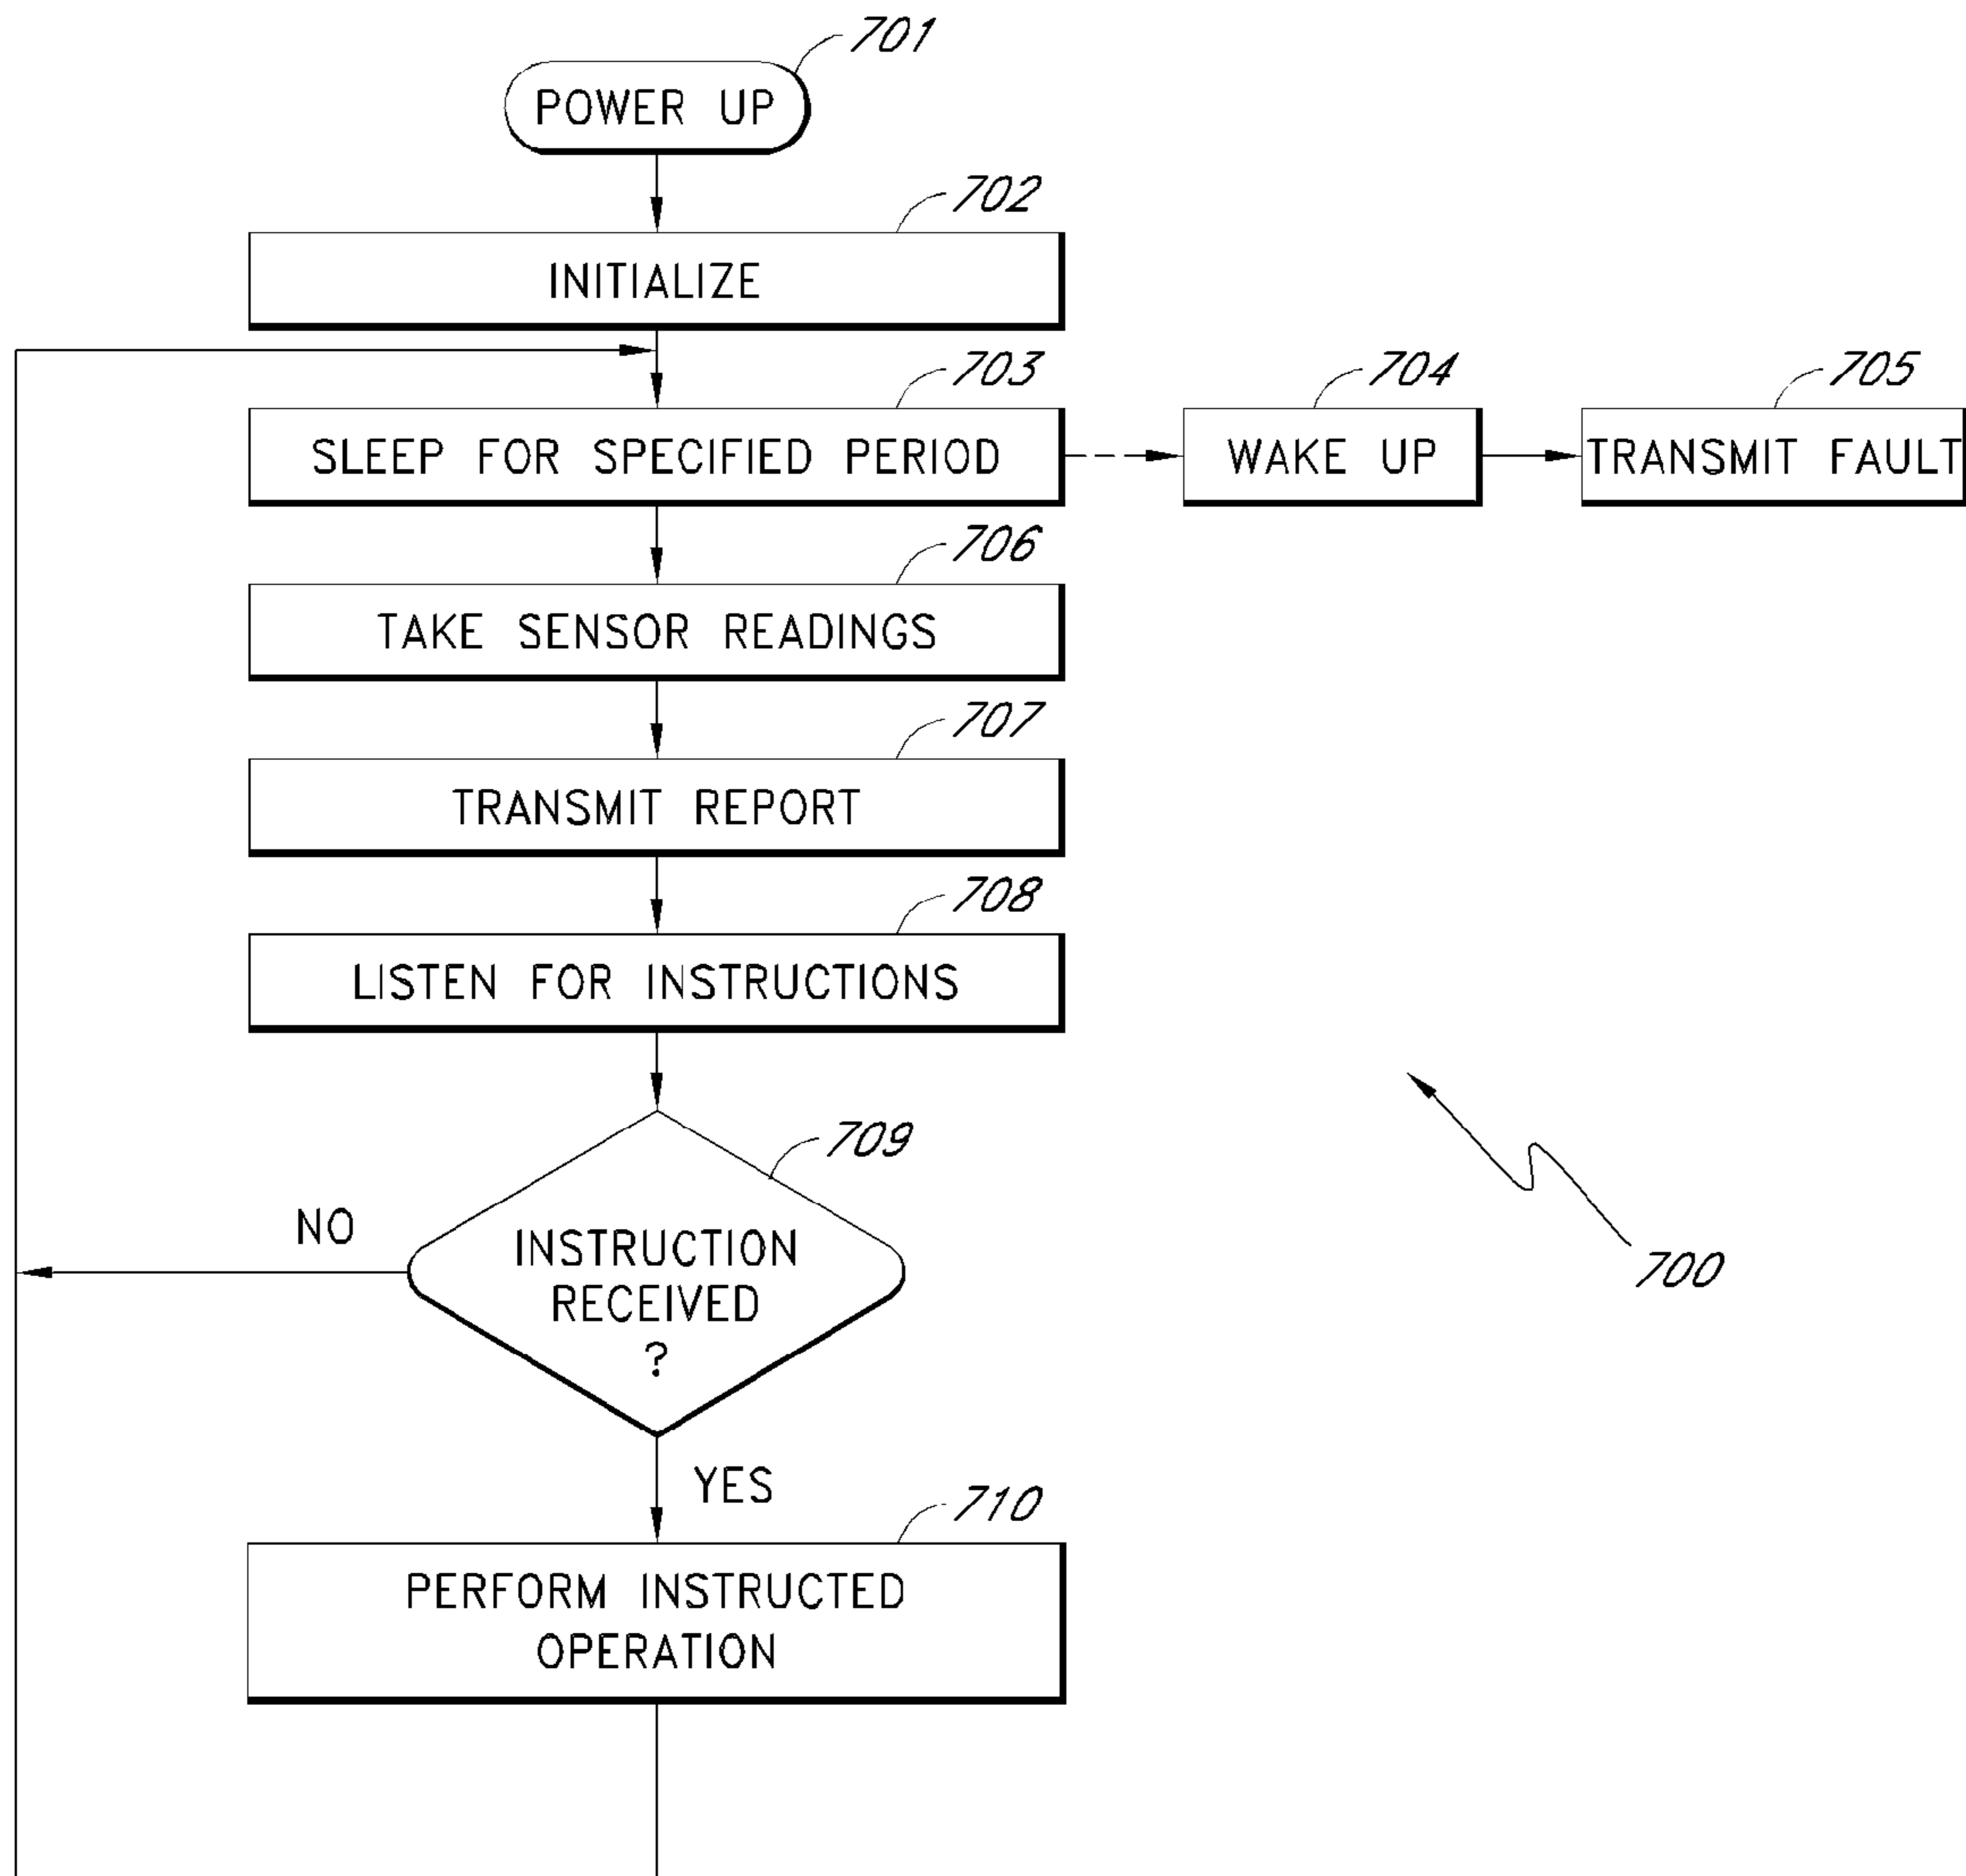 701
POWER UP
702
INITIALIZE
703
SLEEP FOR SPECIFIED PERIOD
704
WAKE UP
705
TRANSMIT FAULT
706
TAKE SENSOR READINGS
707
TRANSMIT REPORT
708
LISTEN FOR INSTRUCTIONS
709
INSTRUCTION
RECEIVED
?
NO
700
YES
710
PERFORM INSTRUCTED
OPERATION